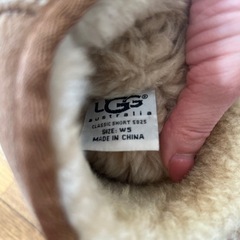 UGG
australia
CLASSIC SHORT 5825
SIZE: W5
MADE IN CHINA